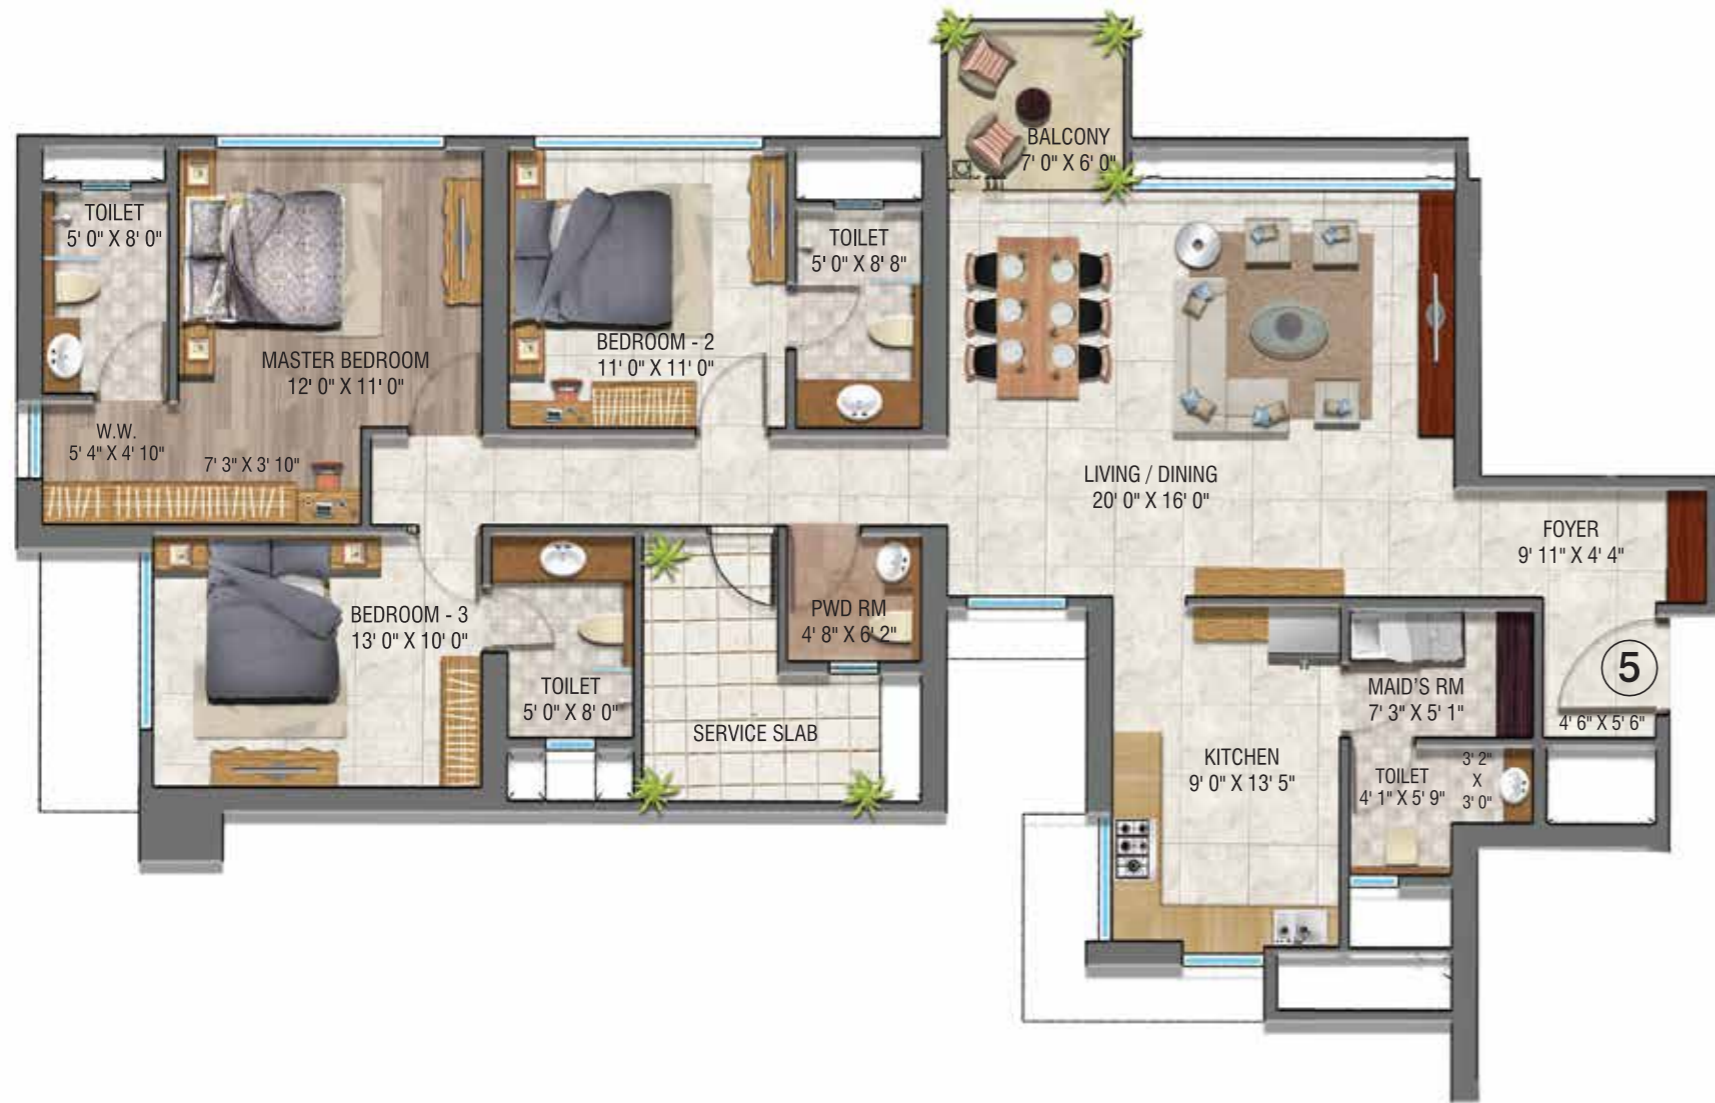 BALCONY
7' 0" X 6' 0"
TOILET
5' 0" X 8' 0"
MASTER BEDROOM
12' 0" X 11' 0"
W.W.
5' 4" X 4' 10"
7' 3" X 3' 10"
BEDROOM - 2
11' 0" X 11' 0"
TOILET
5' 0" X 8' 8"
LIVING / DINING
20' 0" X 16' 0"
FOYER
9' 11" X 4' 4"
BEDROOM - 3
13' 0" X 10' 0"
TOILET
5' 0" X 8' 0"
SERVICE SLAB
PWD RM
4' 8" X 6' 2"
KITCHEN
9' 0" X 13' 5"
MAID'S RM
7' 3" X 5' 1"
5
4' 6" X 5' 6"
TOILET
4' 1" X 5' 9"
3' 2"
X
3' 0"